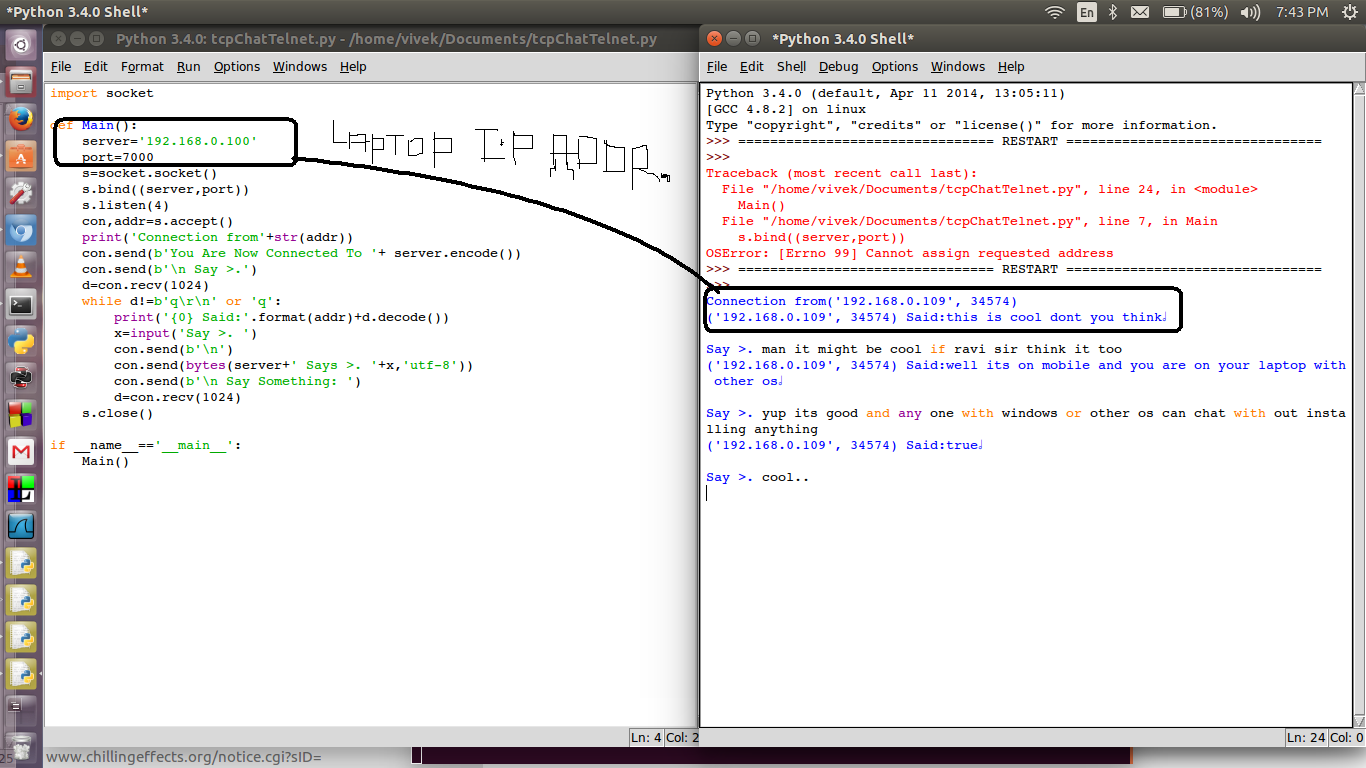 *Python 3.4.0 Shell*
En
(81%)
7:43 PM
Python 3.4.0: tcpChatTelnet.py - /home/vivek/Documents/tcpChatTelnet.py
File Edit Format Run Options Windows Help
import socket
def Main():
server='192.168.0.100'
port=7000
s=socket.socket()
s.bind((server,port))
s.listen(4)
con,addr=s.accept()
print('Connection from'+str(addr))
con.send(b'You Are Now Connected To '+ server.encode())
con.send(b'\n Say >.')
d=con.recv(1024)
while d!=b'q\r\n' or 'q':
print('{0} Said:'.format(addr)+d.decode())
x=input('Say >. ')
con.send(b'\n')
con.send(bytes(server+' Says >. '+x,'utf-8'))
con.send(b'\n Say Something: ')
d=con.recv(1024)
s.close()
if __name__=='__main__':
Main()
LapTop IP ADDR
Ln: 4 Col: 2
*Python 3.4.0 Shell*
File Edit Shell Debug Options Windows Help
Python 3.4.0 (default, Apr 11 2014, 13:05:11)
[GCC 4.8.2] on linux
Type "copyright", "credits" or "license()" for more information.
>>> ================================ RESTART ================================
>>>
Traceback (most recent call last):
File "/home/vivek/Documents/tcpChatTelnet.py", line 24, in <module>
Main()
File "/home/vivek/Documents/tcpChatTelnet.py", line 7, in Main
s.bind((server,port))
OSError: [Errno 99] Cannot assign requested address
>>> ================================ RESTART ================================
>>>
Connection from('192.168.0.109', 34574)
('192.168.0.109', 34574) Said:this is cool dont you think
Say >. man it might be cool if ravi sir think it too
('192.168.0.109', 34574) Said:well its on mobile and you are on your laptop with
other os
Say >. yup its good and any one with windows or other os can chat with out insta
lling anything
('192.168.0.109', 34574) Said:true
Say >. cool..
Ln: 24 Col: 0
www.chillingeffects.org/notice.cgi?sID=